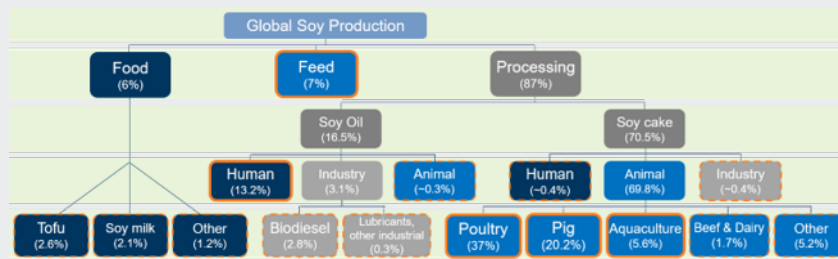 Global Soy Production
Food
(6%)
Feed
(7%)
Processing
(87%)
Soy Oil
(16.5%)
Soy cake
(70.5%)
Human
(13.2%)
Industry
(3.1%)
Animal
(~0.3%)
Human
(~0.4%)
Animal
(69.8%)
Industry
(~0.4%)
Tofu
(2.6%)
Soy milk
(2.1%)
Other
(1.2%)
Biodiesel
(2.8%)
Lubricants,
other industrial
(0.3%)
Poultry
(37%)
Pig
(20.2%)
Aquaculture
(5.6%)
Beef & Dairy
(1.7%)
Other
(5.2%)